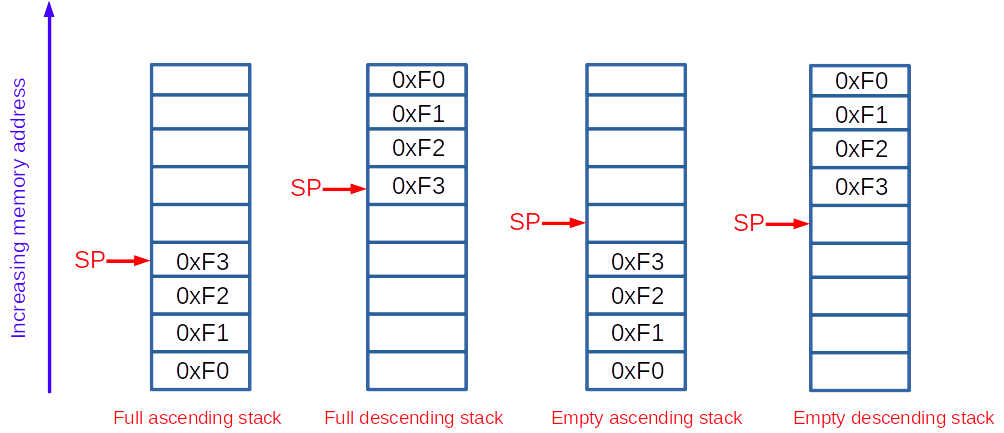 Increasing memory address
SP
0xF3
0xF2
0xF1
0xF0
Full ascending stack
0xF0
0xF1
0xF2
SP
0xF3
Full descending stack
SP
0xF3
0xF2
0xF1
0xF0
Empty ascending stack
0xF0
0xF1
0xF2
0xF3
SP
Empty descending stack